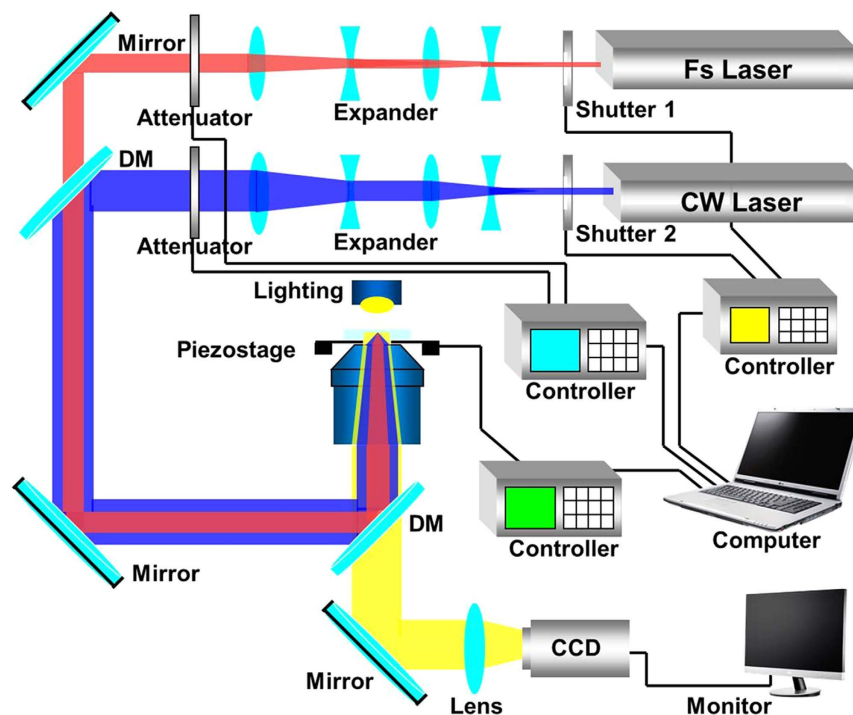 Mirror
Attenuator
Expander
Shutter 1
Fs Laser
DM
Attenuator
Expander
Shutter 2
CW Laser
Lighting
Piezostage
Controller
Controller
Controller
Computer
DM
Mirror
Mirror
Lens
CCD
Monitor